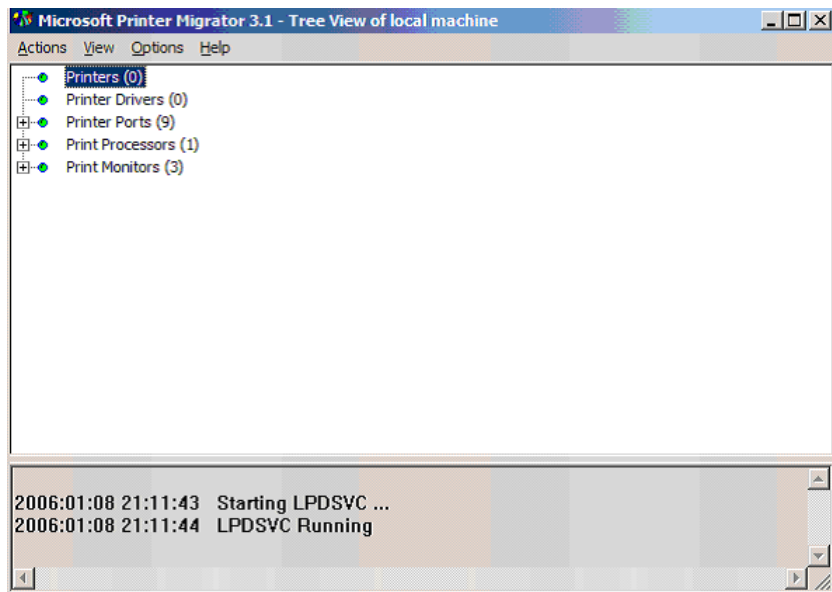 Microsoft Printer Migrator 3.1 - Tree View of local machine
Actions View Options Help
Printers (0)
Printer Drivers (0)
Printer Ports (9)
Print Processors (1)
Print Monitors (3)
2006:01:08 21:11:43 Starting LPDSVC ...
2006:01:08 21:11:44 LPDSVC Running